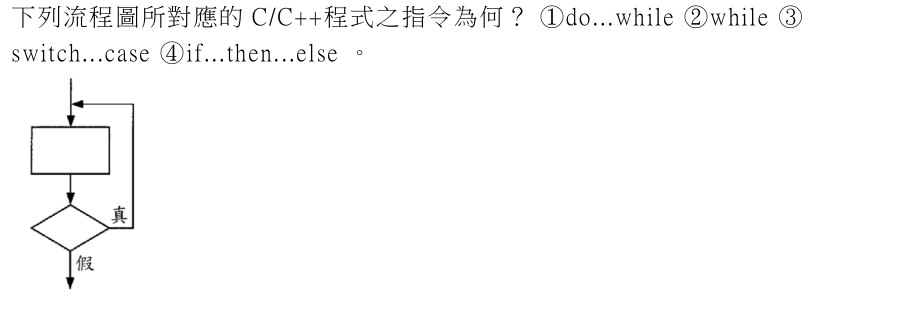 下列流程圖所對應的 C/C++程式之指令為何？ ①do...while ②while ③
switch...case ④if...then...else 。
真
假